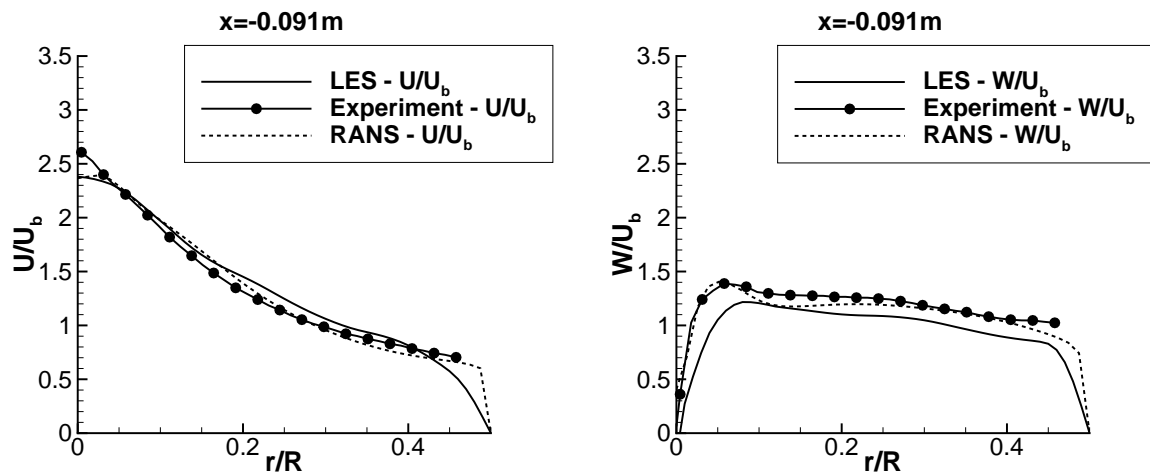 x=-0.091m
LES - U/U_b
Experiment - U/U_b
RANS - U/U_b
3.5
3
2.5
2
1.5
1
0.5
0
U/U_b
0 0.2 0.4
r/R
x=-0.091m
LES - W/U_b
Experiment - W/U_b
RANS - W/U_b
3.5
3
2.5
2
1.5
1
0.5
0
W/U_b
0 0.2 0.4
r/R